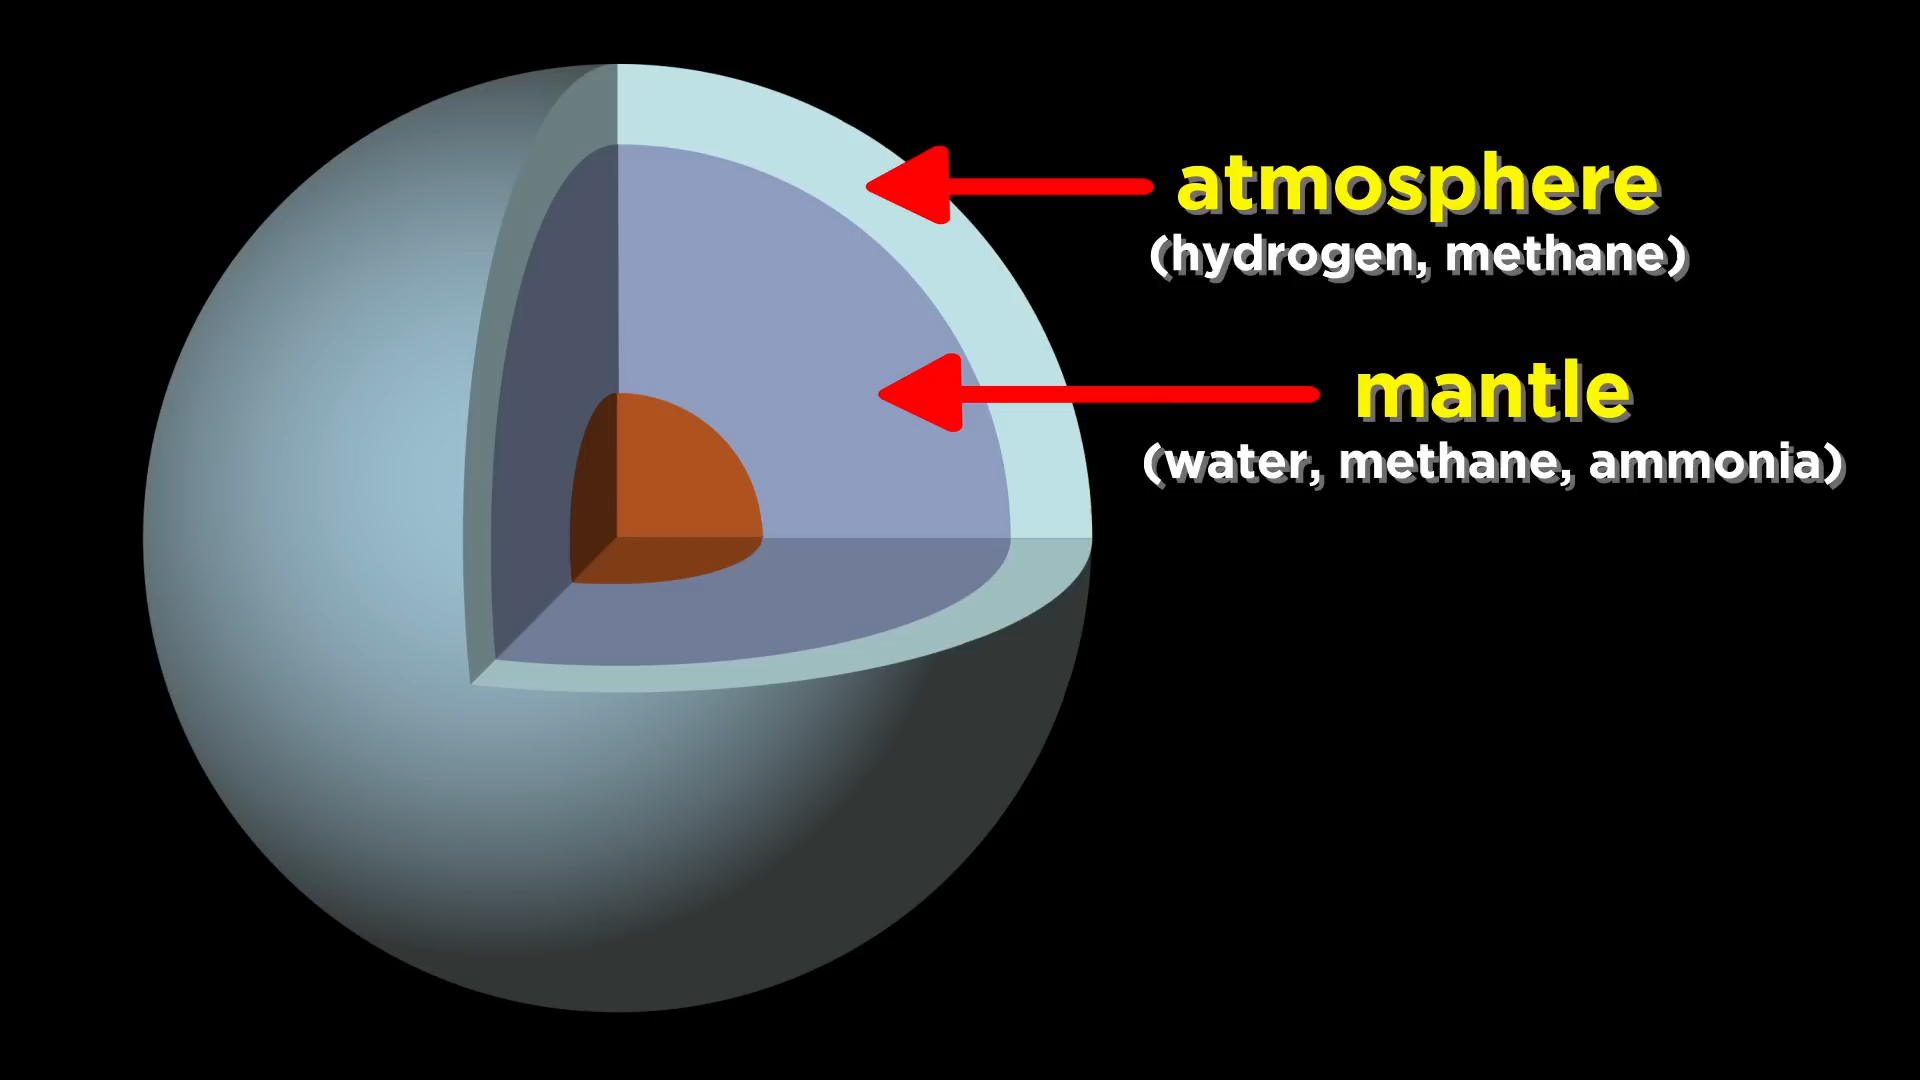 atmosphere
(hydrogen, methane)
mantle
(water, methane, ammonia)